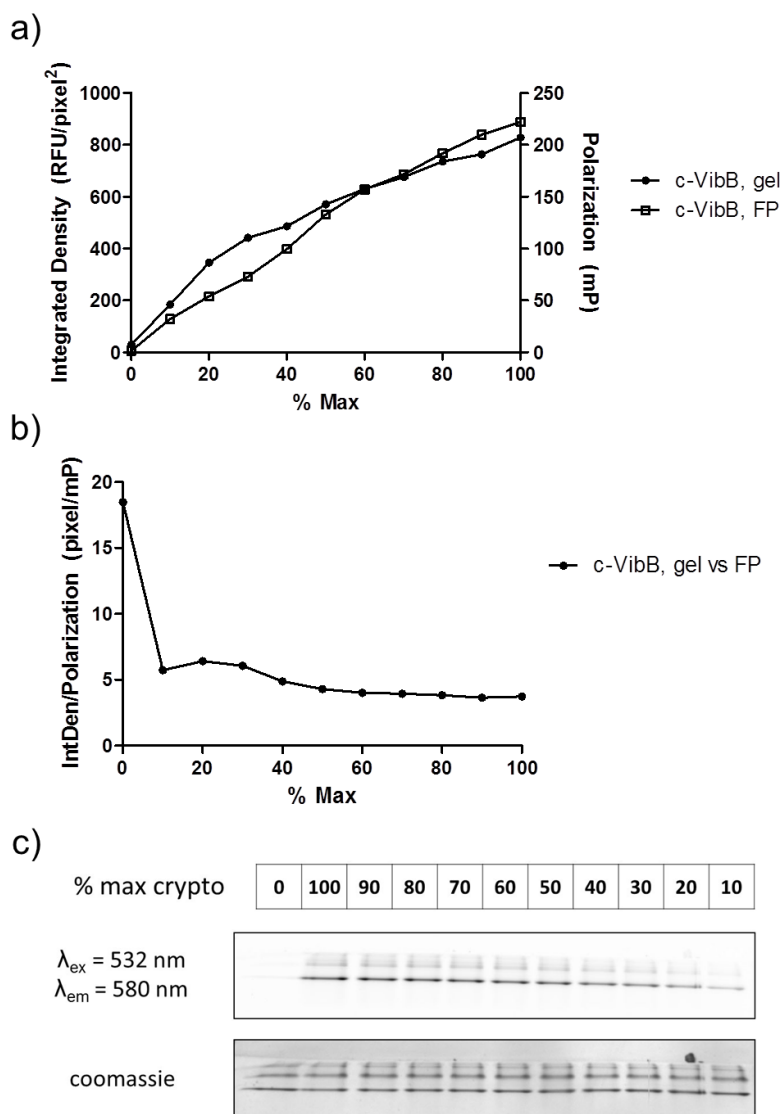 a)
Integrated Density (RFU/pixel²)
1000
800
600
400
200
0
250
200
150
100
50
0
Polarization (mP)
0 20 40 60 80 100
% Max
c-VibB, gel
c-VibB, FP
b)
IntDen/Polarization (pixel/mP)
20
15
10
5
0
0 20 40 60 80 100
% Max
c-VibB, gel vs FP
c)
% max crypto 0 100 90 80 70 60 50 40 30 20 10
λex = 532 nm
λem = 580 nm
coomassie